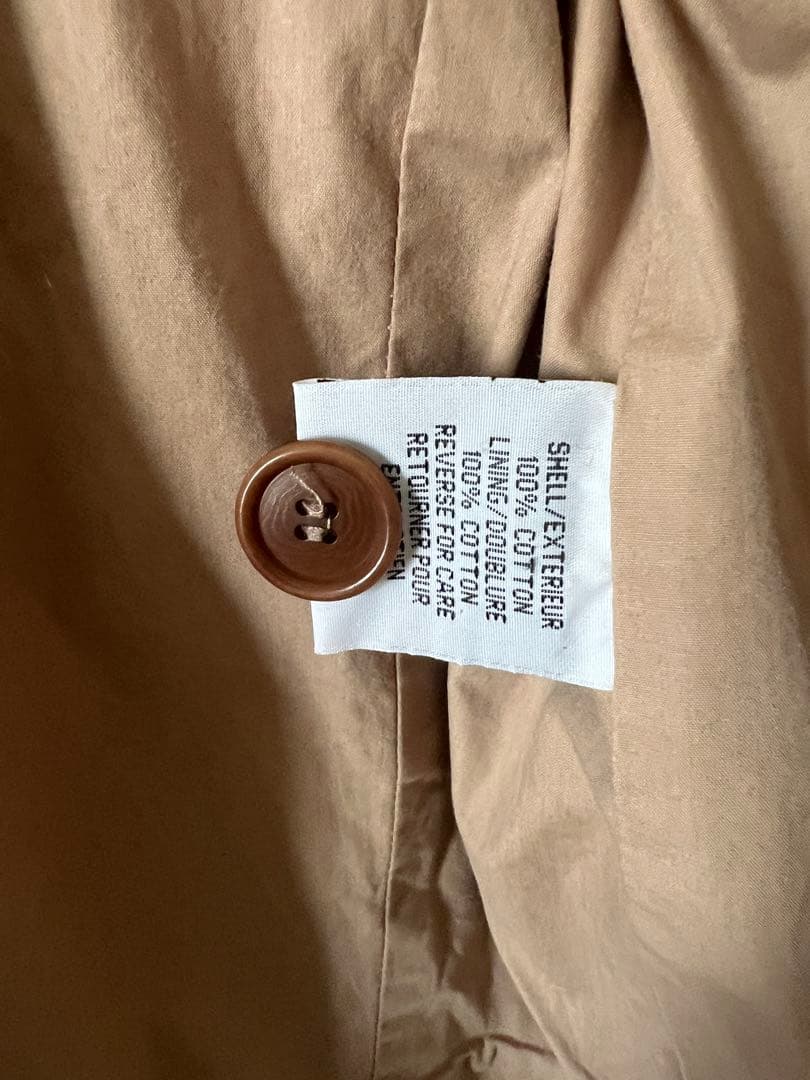 SHELL/EXTERIEUR
100% COTTON
LINING/DOUBLURE
100% COTTON
REVERSE FOR CARE
RETOURNER POUR